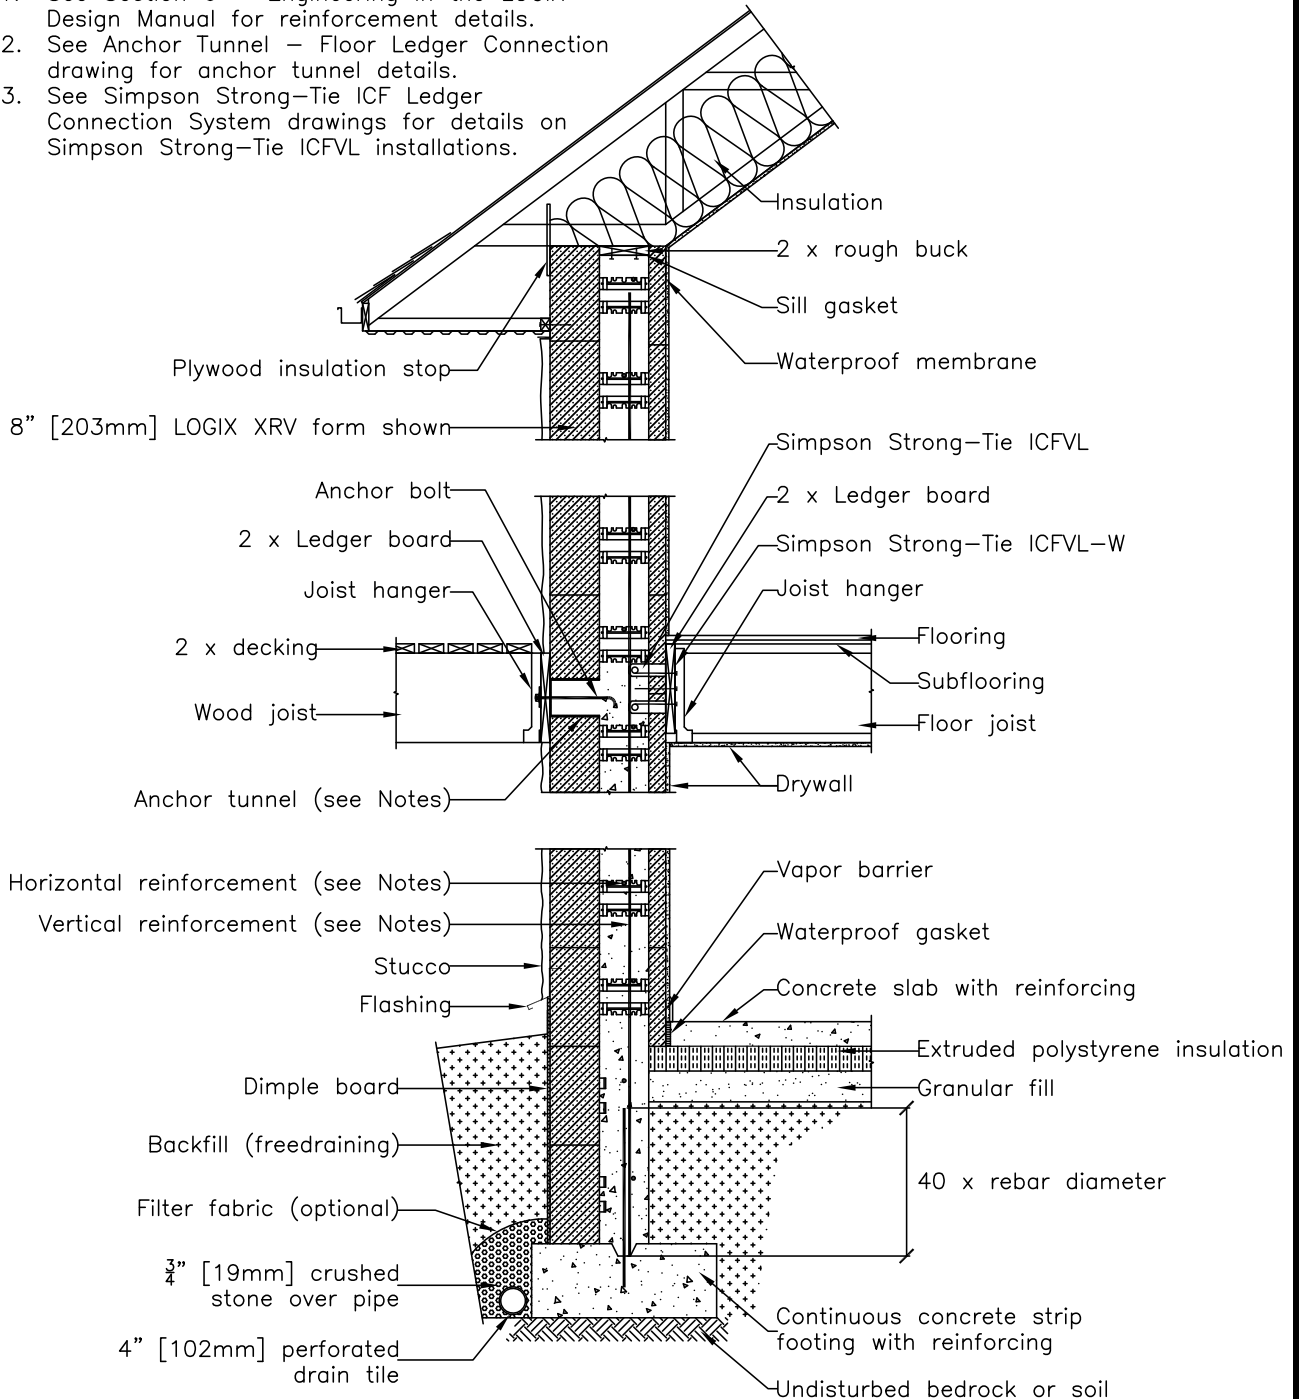 Design Manual for reinforcement details.
2. See Anchor Tunnel – Floor Ledger Connection
drawing for anchor tunnel details.
3. See Simpson Strong–Tie ICF Ledger
Connection System drawings for details on
Simpson Strong–Tie ICFVL installations.
Insulation
2 x rough buck
Sill gasket
Waterproof membrane
Plywood insulation stop
8” [203mm] LOGIX XRV form shown
Simpson Strong–Tie ICFVL
Anchor bolt
2 x Ledger board
2 x Ledger board
Simpson Strong–Tie ICFVL–W
Joist hanger
Joist hanger
Flooring
2 x decking
Subflooring
Wood joist
Floor joist
Drywall
Anchor tunnel (see Notes)
Vapor barrier
Horizontal reinforcement (see Notes)
Vertical reinforcement (see Notes)
Waterproof gasket
Stucco
Concrete slab with reinforcing
Flashing
Extruded polystyrene insulation
Dimple board
Granular fill
Backfill (freedraining)
40 x rebar diameter
Filter fabric (optional)
3/4” [19mm] crushed
stone over pipe
Continuous concrete strip
footing with reinforcing
4” [102mm] perforated
drain tile
Undisturbed bedrock or soil